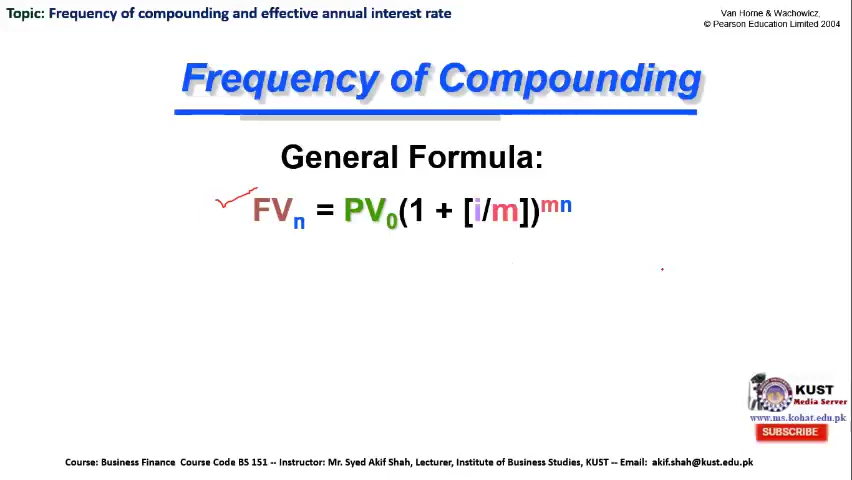 Topic: Frequency of compounding and effective annual interest rate
Van Horne & Wachowicz,
© Pearson Education Limited 2004
Frequency of Compounding
General Formula:
FVn = PV0(1 + [i/m])mn
KUST
Media Server
www.ms.kohat.edu.pk
SUBSCRIBE
Course: Business Finance Course Code BS 151 -- Instructor: Mr. Syed Akif Shah, Lecturer, Institute of Business Studies, KUST -- Email: akif.shah@kust.edu.pk